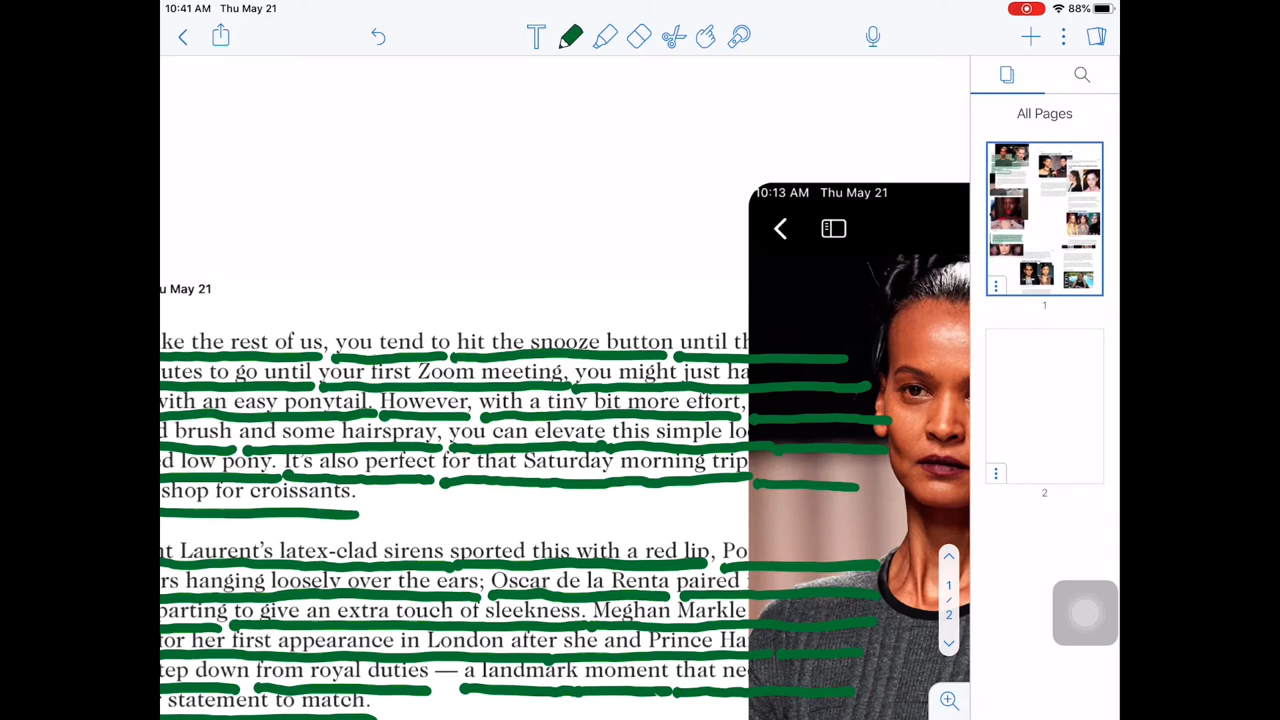 10:41 AM Thu May 21
88%
T
All Pages
10:13 AM Thu May 21
u May 21
ke the rest of us, you tend to hit the snooze button until th
utes to go until your first Zoom meeting, you might just ha
with an easy ponytail. However, with a tiny bit more effort,
d brush and some hairspray, you can elevate this simple lo
ed low pony. It's also perfect for that Saturday morning trip
shop for croissants.
nt Laurent's latex-clad sirens sported this with a red lip, Po
rs hanging loosely over the ears; Oscar de la Renta paired
parting to give an extra touch of sleekness. Meghan Markle
for her first appearance in London after she and Prince Ha
tep down from royal duties — a landmark moment that nee
statement to match.
1
2
1
/
2